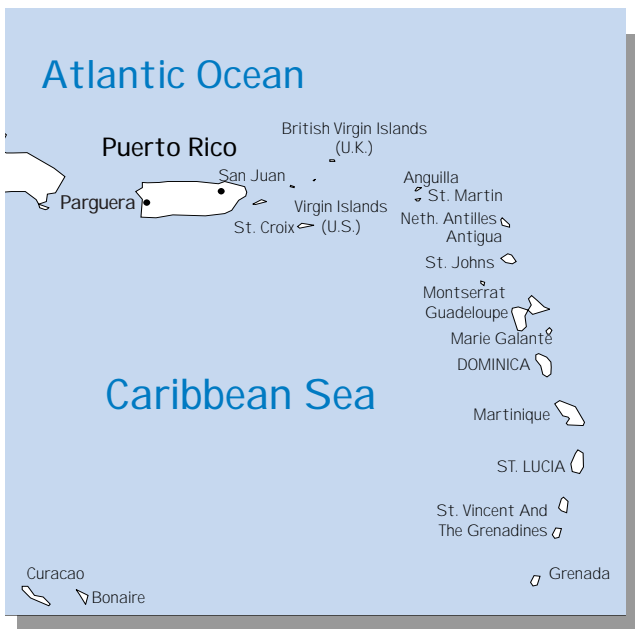 Atlantic Ocean
British Virgin Islands
(U.K.)
Puerto Rico
San Juan
Anguilla
St. Martin
Parguera
Virgin Islands
(U.S.)
St. Croix
Neth. Antilles
Antigua
St. Johns
Montserrat
Guadeloupe
Marie Galante
DOMINICA
Caribbean Sea
Martinique
ST. LUCIA
St. Vincent And
The Grenadines
Curacao
Grenada
Bonaire